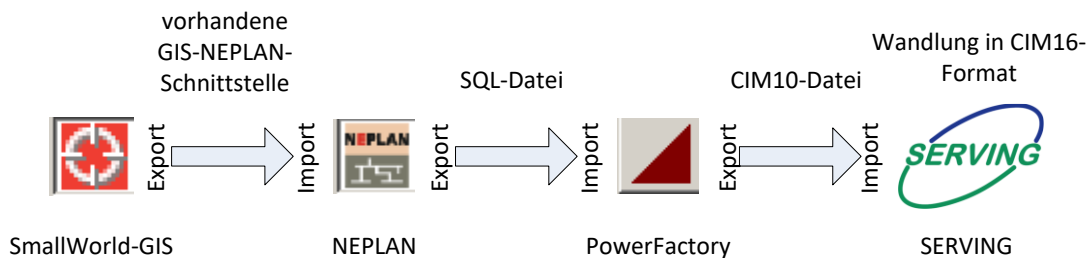 vorhandene
GIS-NEPLAN-
Schnittstelle
SQL-Datei
CIM10-Datei
Wandlung in CIM16-
Format
Export
Import
NEPLAN
Export
Import
Export
Import
SERVING
SmallWorld-GIS
NEPLAN
PowerFactory
SERVING